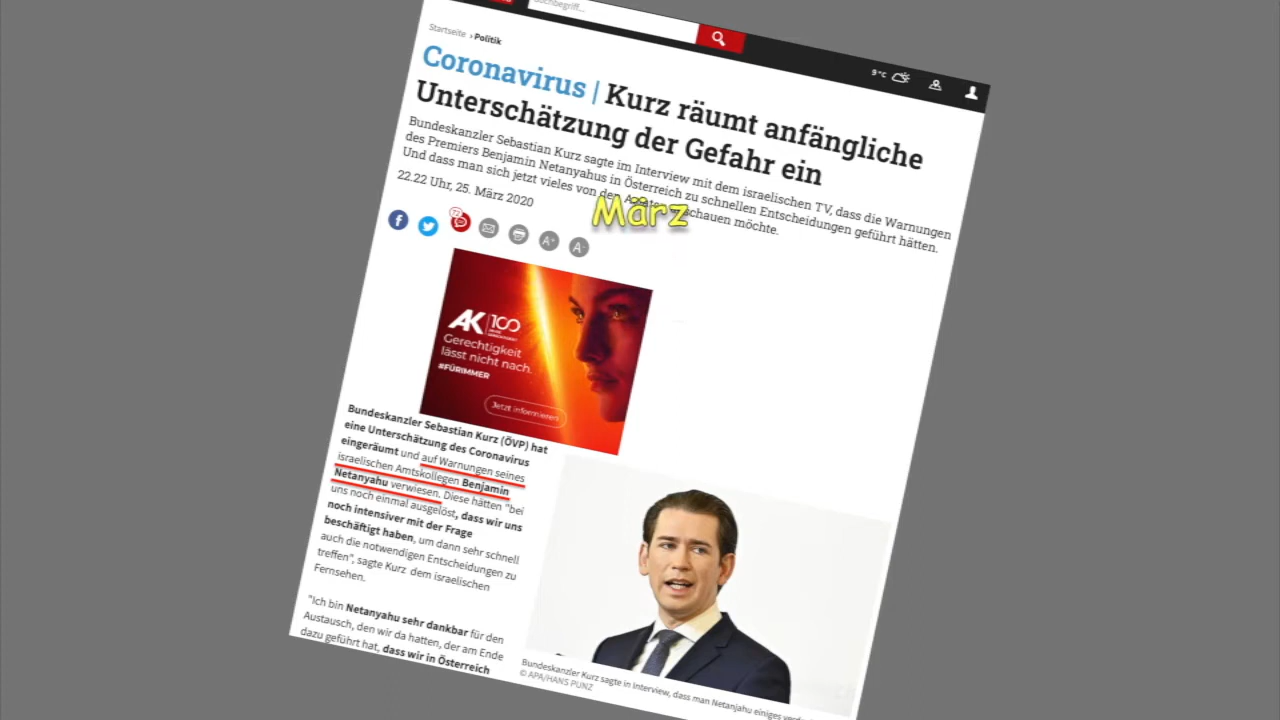 Startseite › Politik
9 °C
Coronavirus | Kurz räumt anfängliche
Unterschätzung der Gefahr ein
Bundeskanzler Sebastian Kurz sagte im Interview mit dem israelischen TV, dass die Warnungen
des Premiers Benjamin Netanyahus in Österreich zu schnellen Entscheidungen geführt hätten.
Und dass man sich jetzt vieles von den schauen möchte.
März
22.22 Uhr, 25. März 2020
72
A+
A-
AK 100
Gerechtigkeit
lässt nicht nach.
#FÜRIMMER
Jetzt informieren
Bundeskanzler Sebastian Kurz (ÖVP) hat
eine Unterschätzung des Coronavirus
eingeräumt und auf Warnungen seines
israelischen Amtskollegen Benjamin
Netanyahu verwiesen. Diese hätten "bei
uns noch einmal ausgelöst, dass wir uns
noch intensiver mit der Frage
beschäftigt haben, um dann sehr schnell
auch die notwendigen Entscheidungen zu
treffen", sagte Kurz dem israelischen
Fernsehen.
"Ich bin Netanyahu sehr dankbar für den
Austausch, den wir da hatten, der am Ende
dazu geführt hat, dass wir in Österreich
Bundeskanzler Kurz sagte in Interview, dass man Netanjahu einiges
© APA/HANS PUNZ